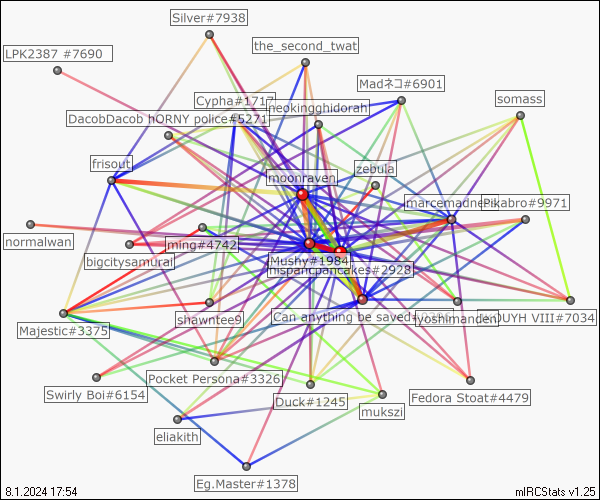 Silver#7938
the_second_twat
LPK2387 #7690
Madネコ#6901
Cypha#1717
neokingghidorah
somass
DacobDacob hORNY police#5271
frisout
zebula
moonraven
marcemadne
Pikabro#9971
normalwan
ming#4742
bigcitysamurai
Mushy#1984
hispanicpancakes#2928
Majestic#3375
shawntee9
Can anything be saved
yoshimanden
OUYH VIII#7034
Pocket Persona#3326
Swirly Boi#6154
Duck#1245
Fedora Stoat#4479
mukszi
eliakith
Eg.Master#1378
8.1.2024 17:54
mIRCStats v1.25